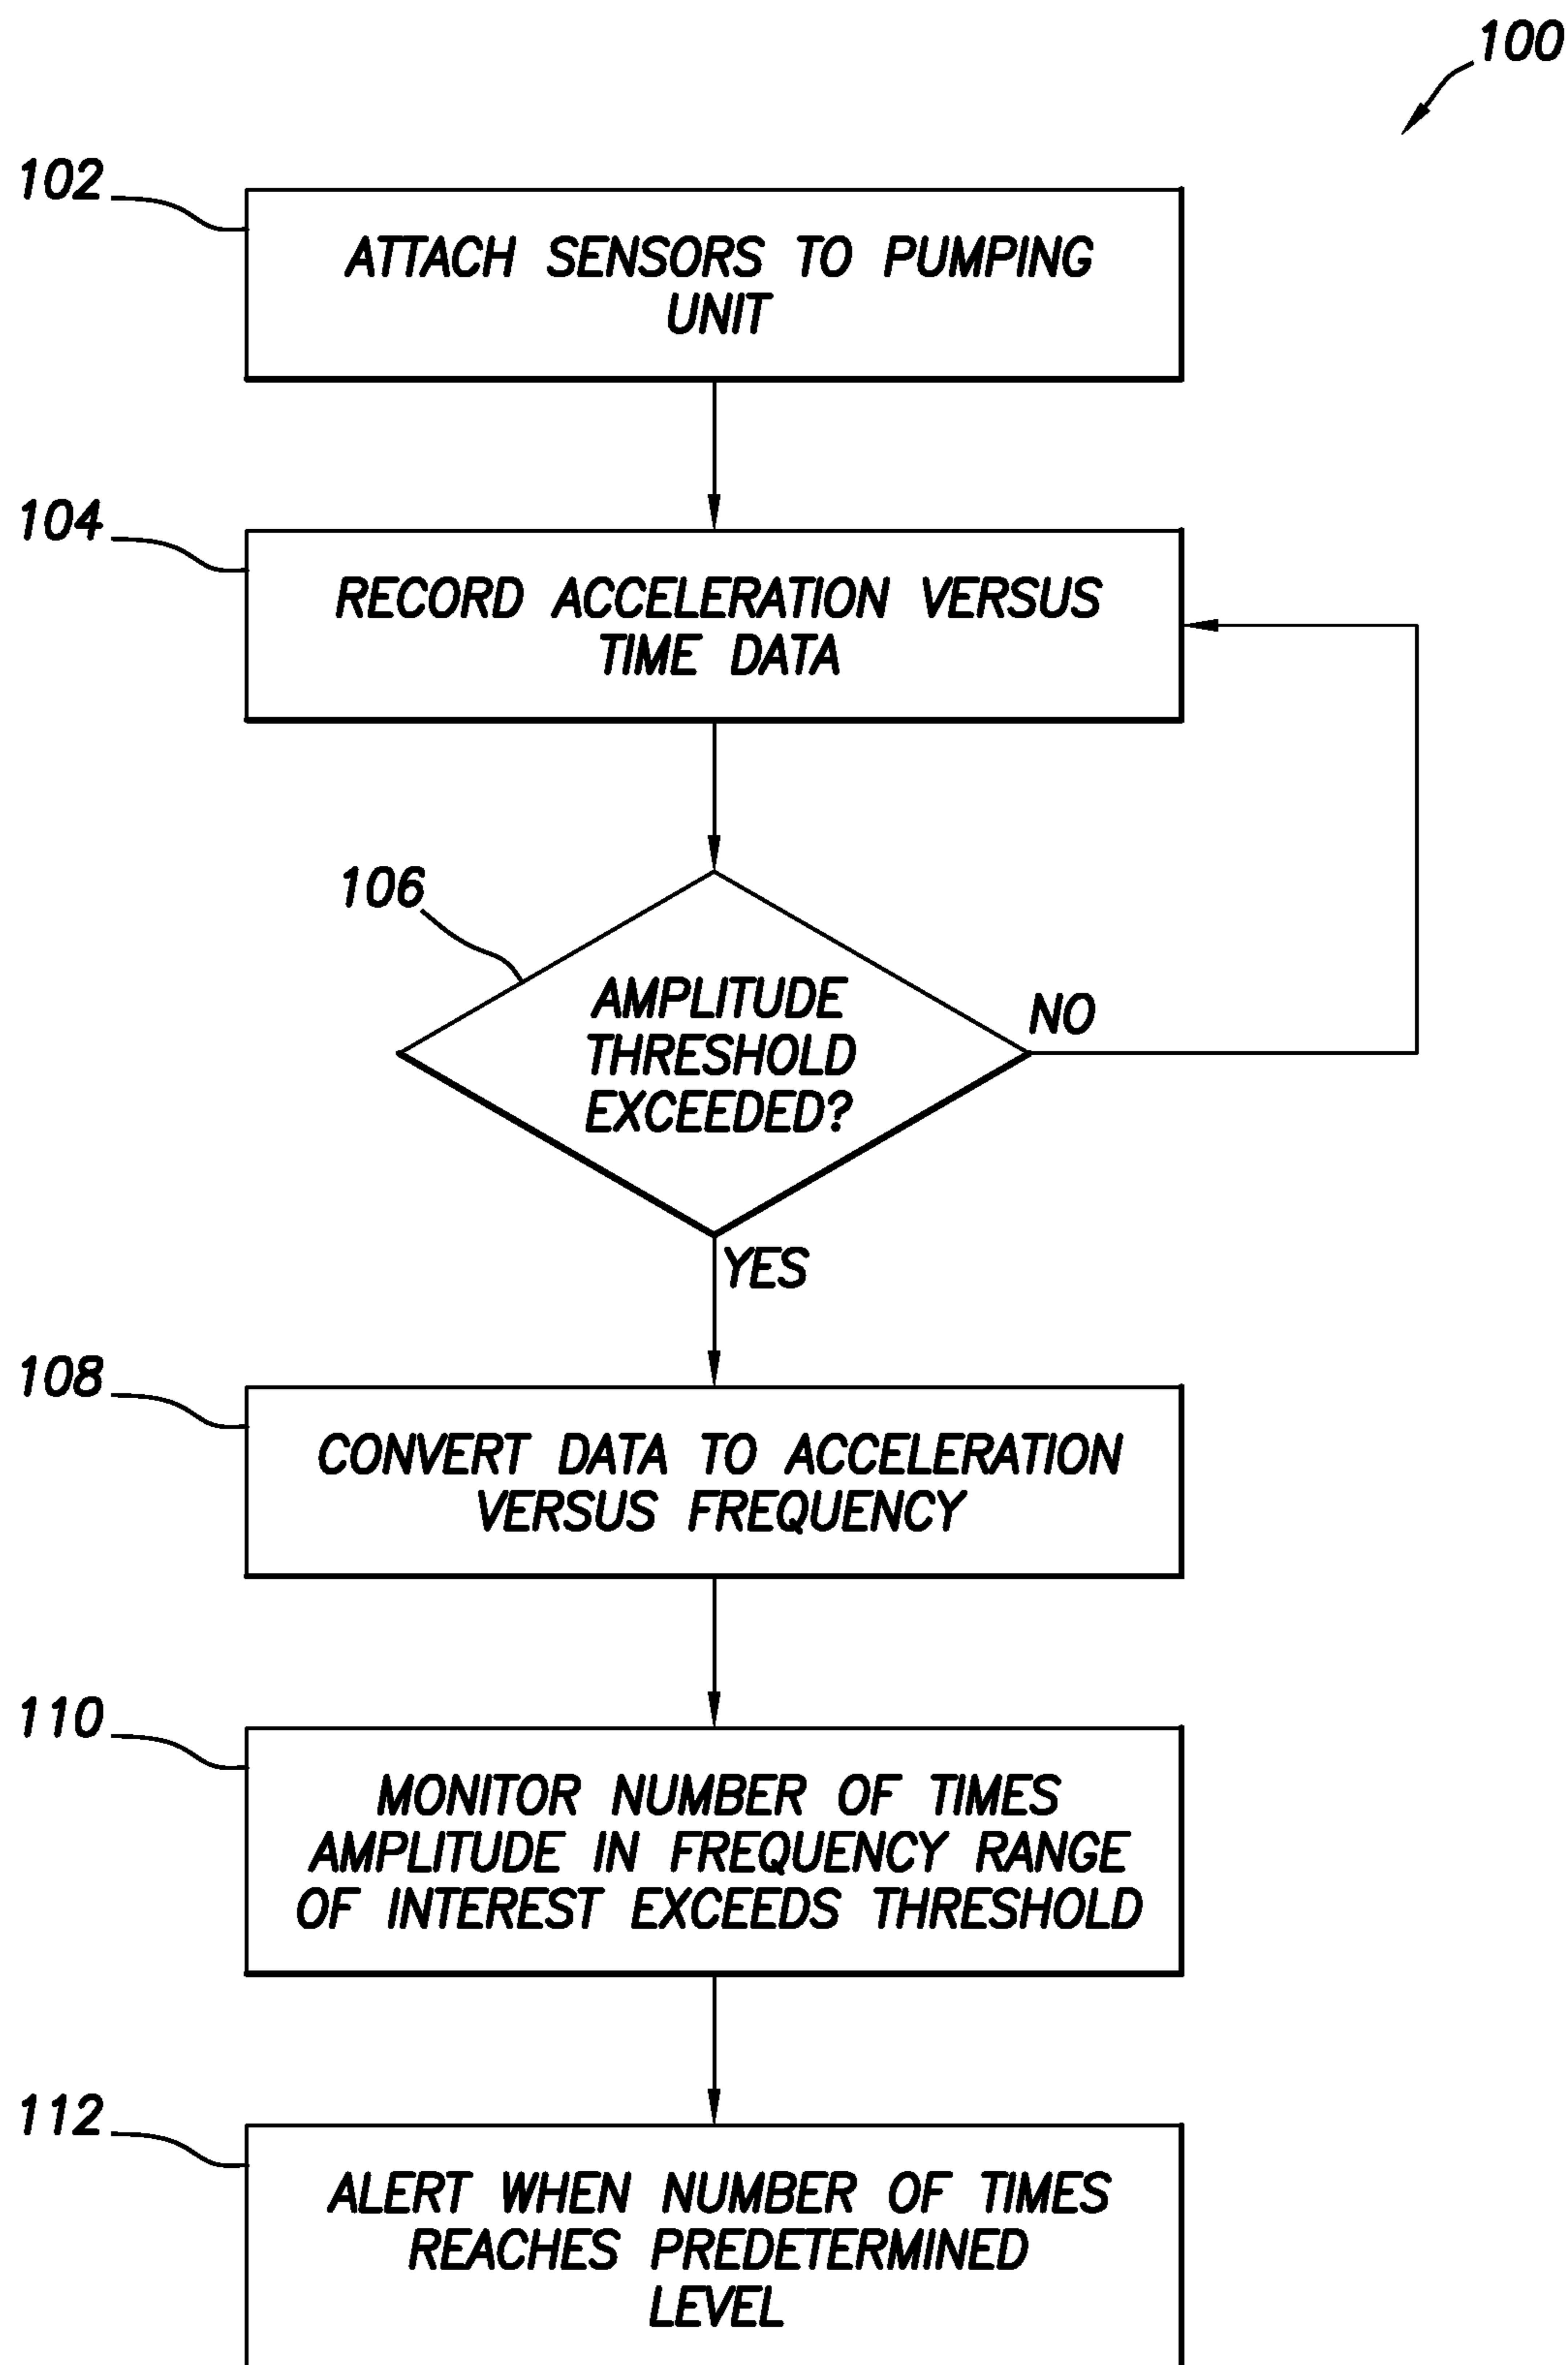 100
102
ATTACH SENSORS TO PUMPING
UNIT
104
RECORD ACCELERATION VERSUS
TIME DATA
106
AMPLITUDE
THRESHOLD
EXCEEDED?
NO
YES
108
CONVERT DATA TO ACCELERATION
VERSUS FREQUENCY
110
MONITOR NUMBER OF TIMES
AMPLITUDE IN FREQUENCY RANGE
OF INTEREST EXCEEDS THRESHOLD
112
ALERT WHEN NUMBER OF TIMES
REACHES PREDETERMINED
LEVEL